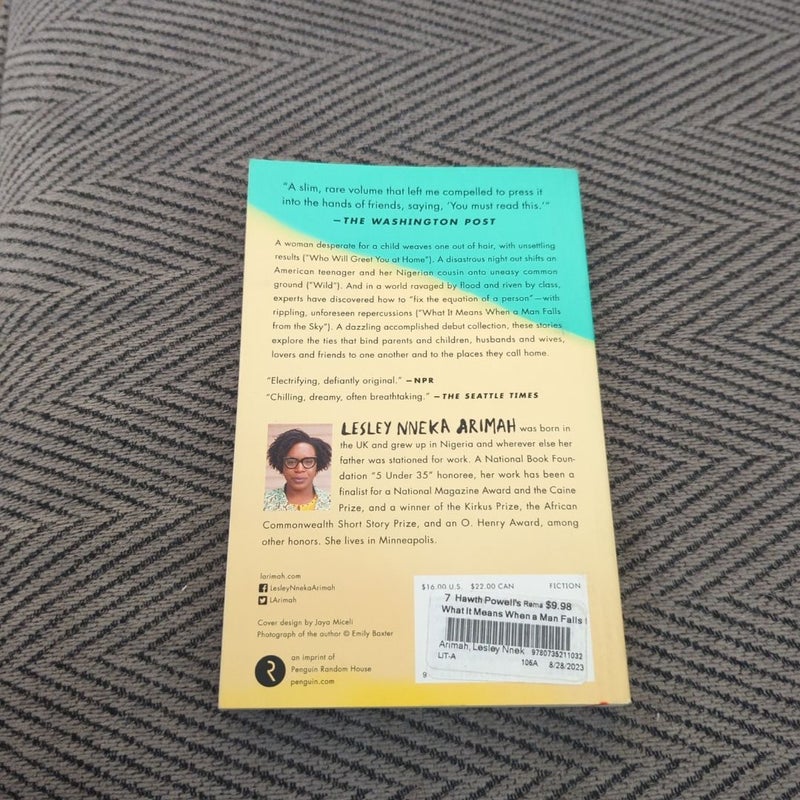 "A slim, rare volume that left me compelled to press it
into the hands of friends, saying, 'You must read this.'"
—THE WASHINGTON POST
A woman desperate for a child weaves one out of hair, with unsettling
results ("Who Will Greet You at Home"). A disastrous night out shifts an
American teenager and her Nigerian cousin onto uneasy common
ground ("Wild"). And in a world ravaged by flood and riven by class,
experts have discovered how to "fix the equation of a person"—with
rippling, unforeseen repercussions ("What It Means When a Man Falls
from the Sky"). A dazzling accomplished debut collection, these stories
explore the ties that bind parents and children, husbands and wives,
lovers and friends to one another and to the places they call home.
"Electrifying, defiantly original." —NPR
"Chilling, dreamy, often breathtaking." —THE SEATTLE TIMES
LESLEY NNEKA ARIMAH was born in
the UK and grew up in Nigeria and wherever else her
father was stationed for work. A National Book Foun-
dation "5 Under 35" honoree, her work has been a
finalist for a National Magazine Award and the Caine
Prize, and a winner of the Kirkus Prize, the African
Commonwealth Short Story Prize, and an O. Henry Award, among
other honors. She lives in Minneapolis.
larimah.com
LesleyNnekaArimah
LArimah
Cover design by Jaya Miceli
Photograph of the author © Emily Baxter
an imprint of
Penguin Random House
penguin.com
$16.00 U.S. $22.00 CAN FICTION
7 Hawth Powell's Rema $9.98
What It Means When a Man Falls
Arimah, Lesley Nnek 9780735211032
LIT-A 106A 8/28/2023
9